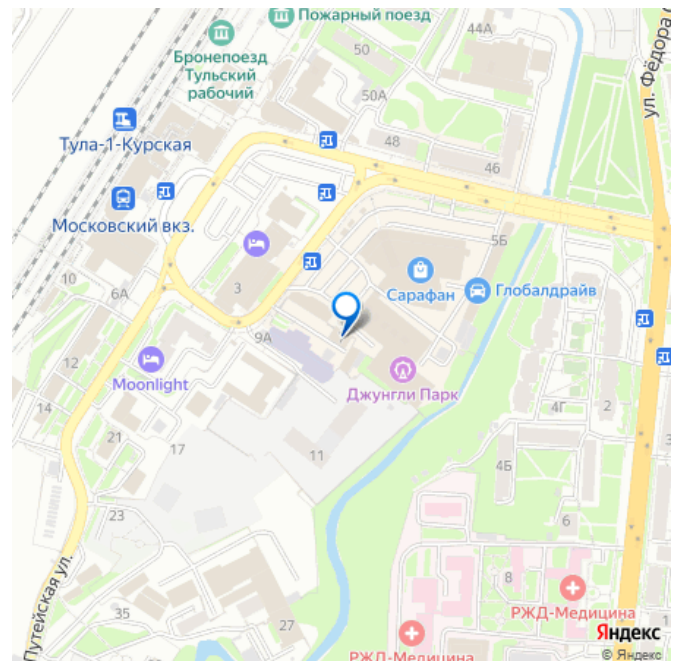 Пожарный поезд
44А
ул. Фёдора
Бронепоезд
Тульский
рабочий
50
50А
Тула-1-Курская
48
46
Московский вкз.
5Б
10
6А
3
Сарафан
Глобалдрайв
9А
12
Moonlight
Джунгли Парк
14
4Г
2
21
17
11
4Б
23
6
8
Путейская ул.
35
27
РЖД-Медицина
1
Яндекс
РЖД-Медицина
© Яндекс